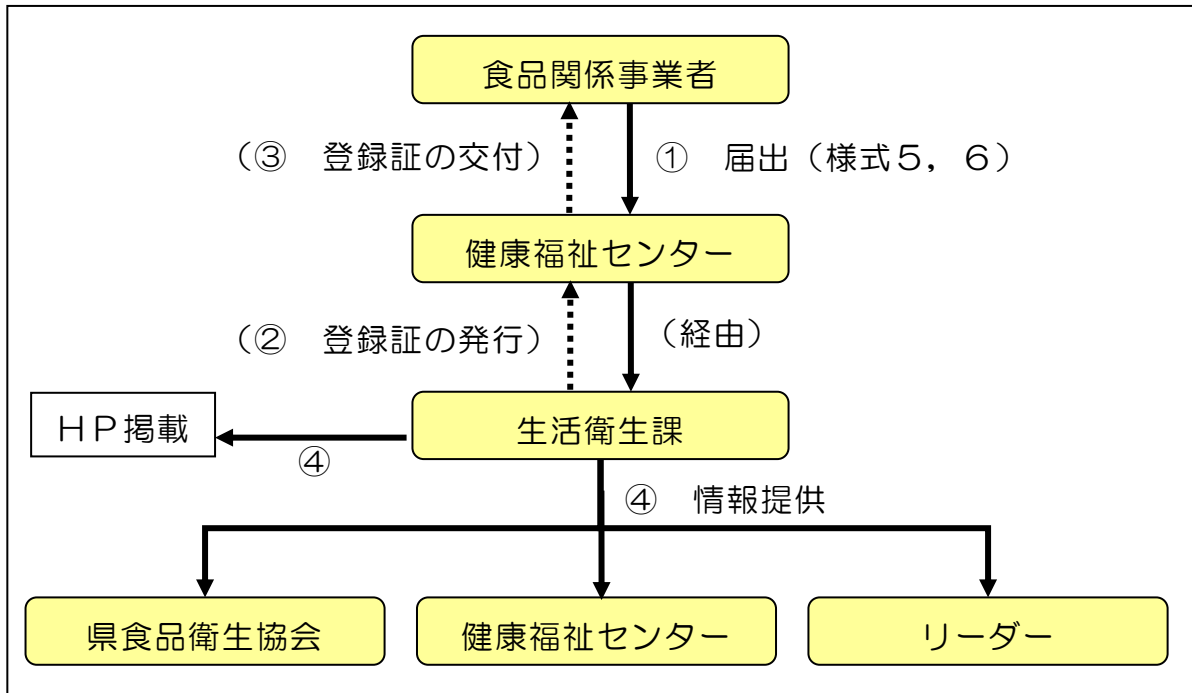 食品関係事業者
（③　登録証の交付）
①　届出（様式５，６）
健康福祉センター
（②　登録証の発行）
（経由）
ＨＰ掲載
生活衛生課
④
④　情報提供
県食品衛生協会
健康福祉センター
リーダー